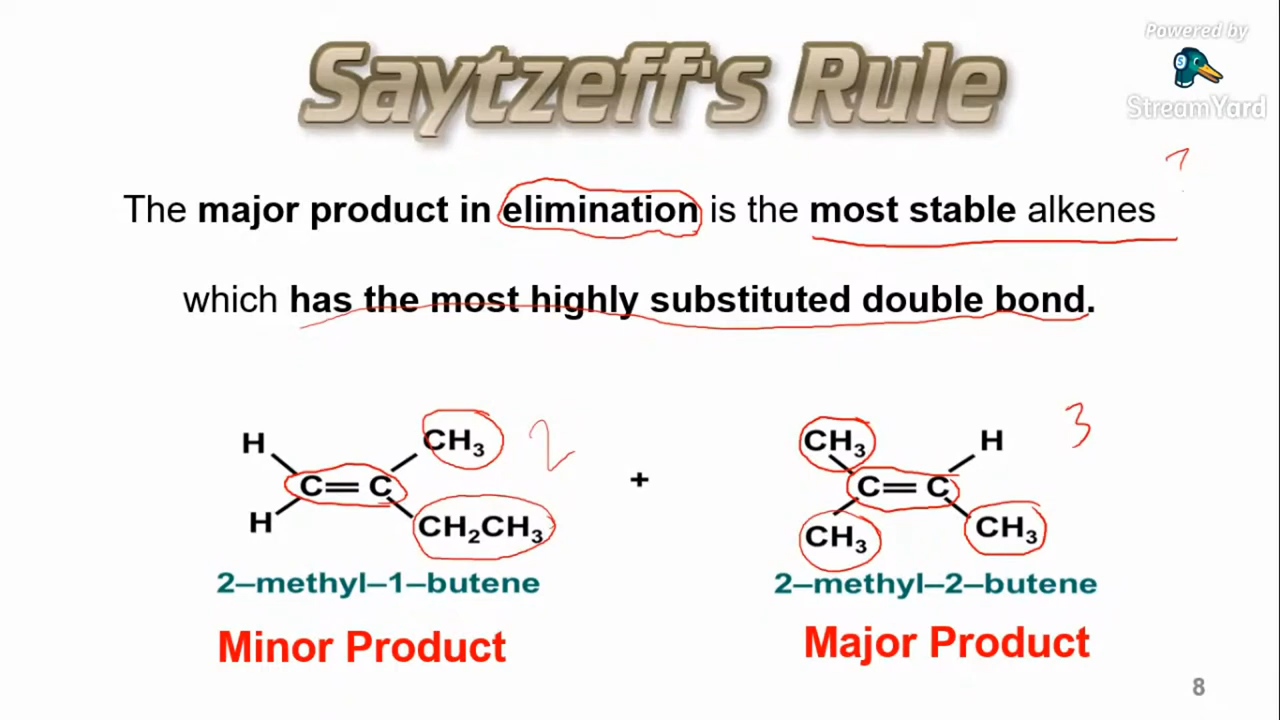 Powered by
StreamYard
Saytzeff's Rule
The major product in elimination is the most stable alkenes
which has the most highly substituted double bond.
H CH₃ 2
C=C
H CH₂CH₃
2–methyl–1–butene
Minor Product
+
CH₃ H 3
C=C
CH₃ CH₃
2–methyl–2–butene
Major Product
8